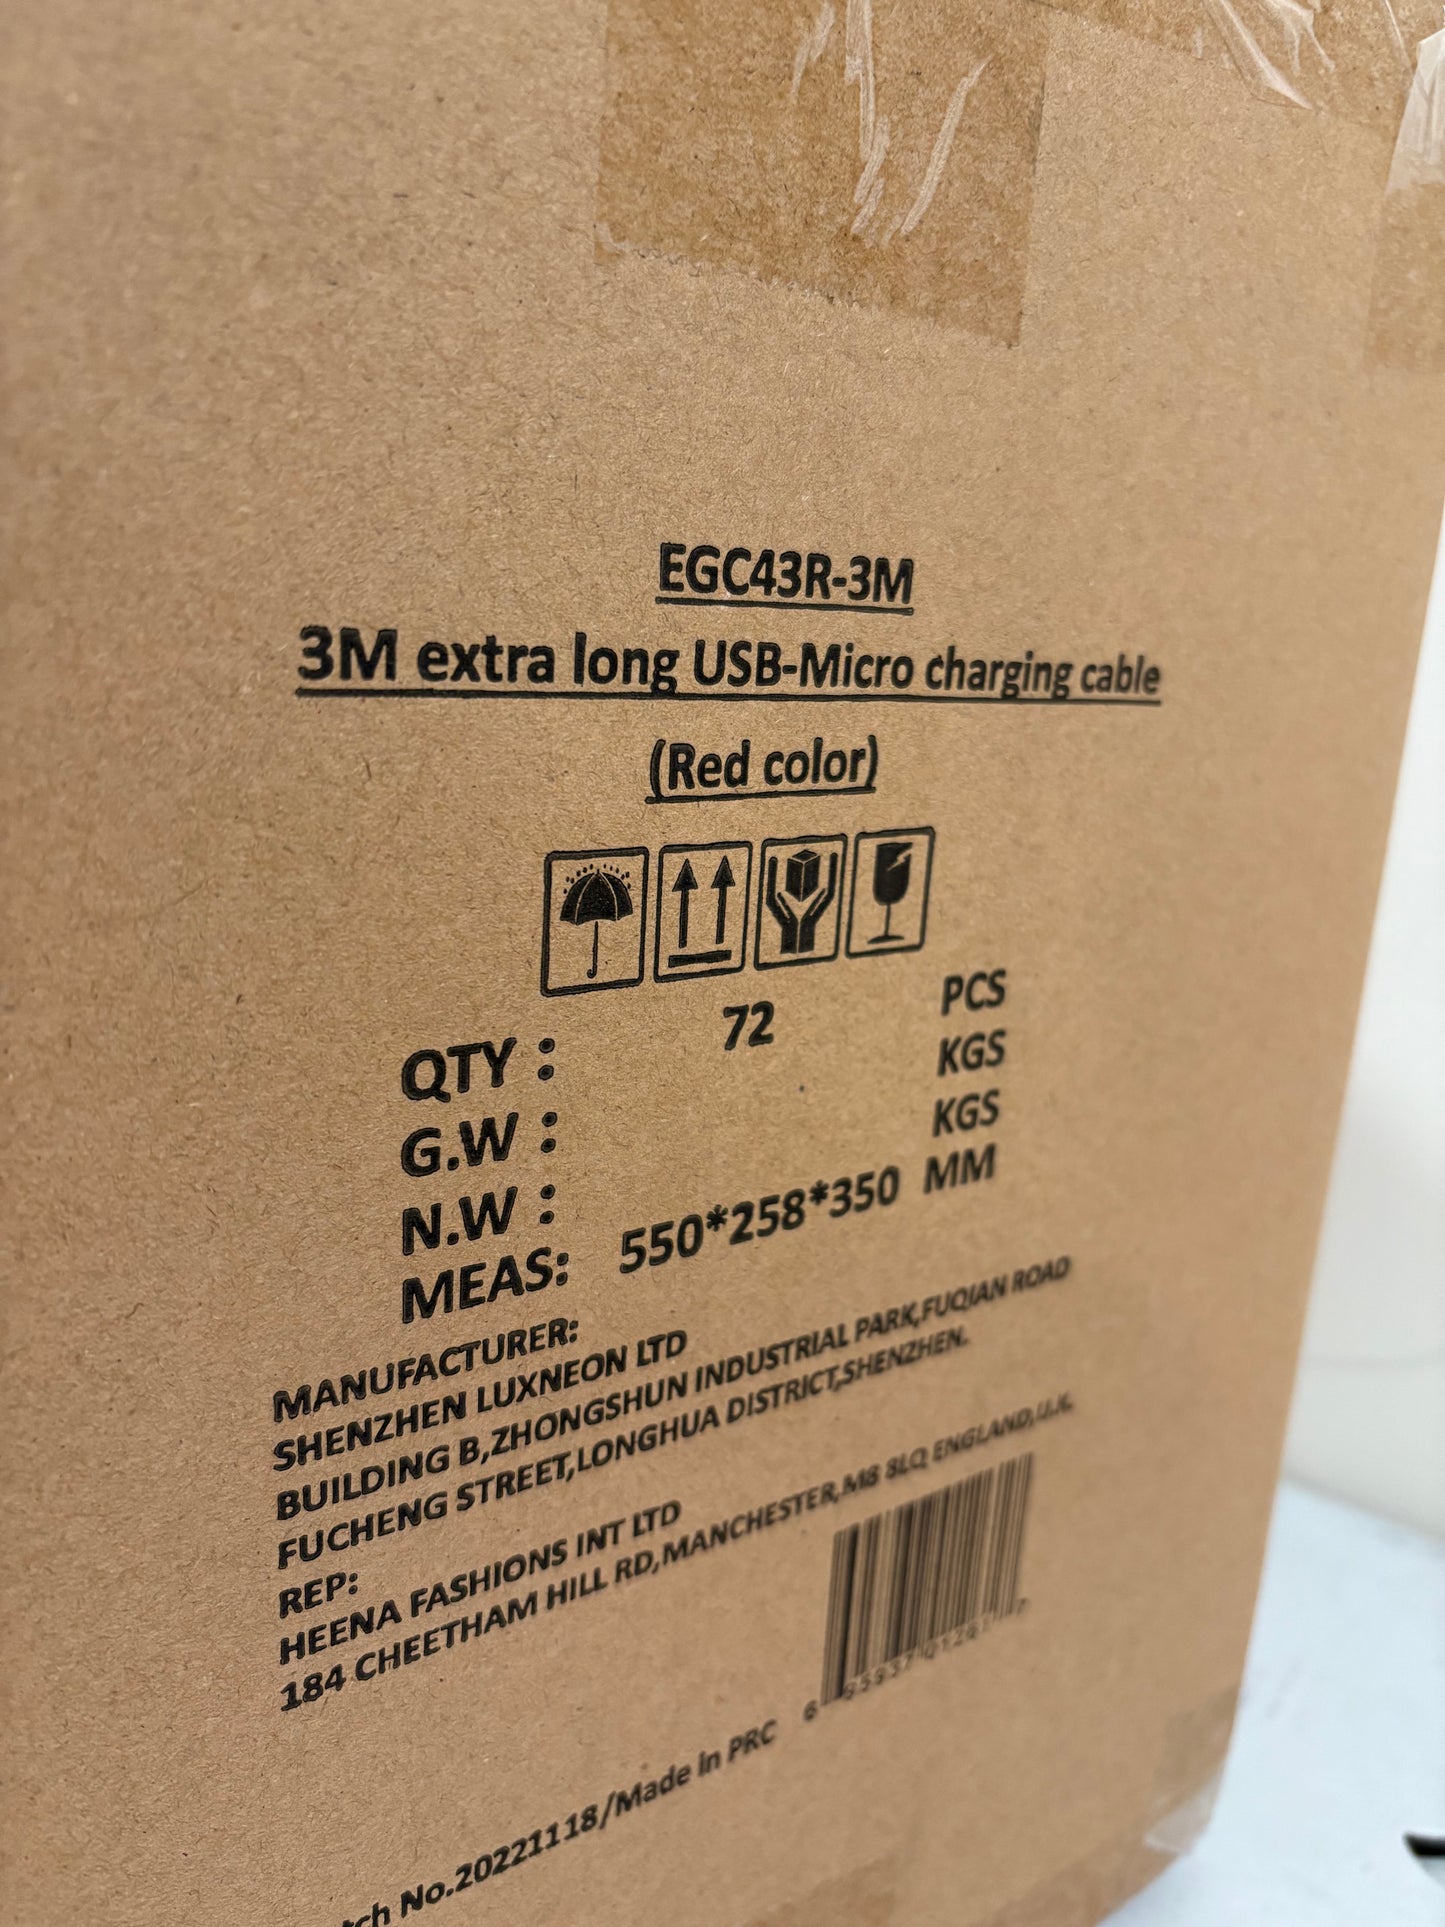 EGC43R-3M
3M extra long USB-Micro charging cable
(Red color)
QTY : 72 PCS
G.W : KGS
N.W : KGS
MEAS: 550*258*350 MM
MANUFACTURER:
SHENZHEN LUXNEON LTD
BUILDING B,ZHONGSHUN INDUSTRIAL PARK,FUQIAN ROAD
FUCHENG STREET,LONGHUA DISTRICT,SHENZHEN.
REP:
HEENA FASHIONS INT LTD
184 CHEETHAM HILL RD,MANCHESTER,M8 8LQ ENGLAND,U.K.
No.20221118/Made In PRC